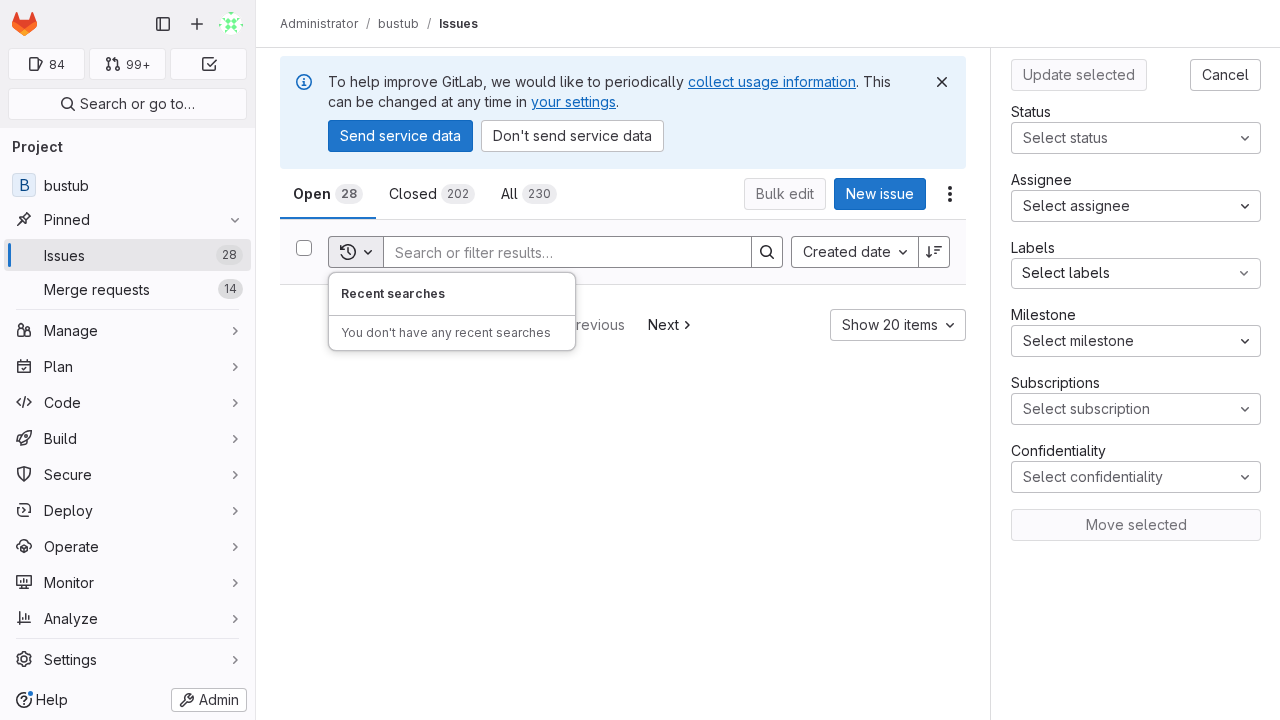 Administrator / bustub / Issues
84
99+
Search or go to…
Project
B bustub
Pinned
Issues 28
Merge requests 14
Manage
Plan
Code
Build
Secure
Deploy
Operate
Monitor
Analyze
Settings
Help
Admin
To help improve GitLab, we would like to periodically collect usage information. This
can be changed at any time in your settings.
Send service data
Don't send service data
Open 28
Closed 202
All 230
Bulk edit
New issue
Search or filter results…
Created date
Recent searches
You don't have any recent searches
revious
Next
Show 20 items
Update selected
Cancel
Status
Select status
Assignee
Select assignee
Labels
Select labels
Milestone
Select milestone
Subscriptions
Select subscription
Confidentiality
Select confidentiality
Move selected